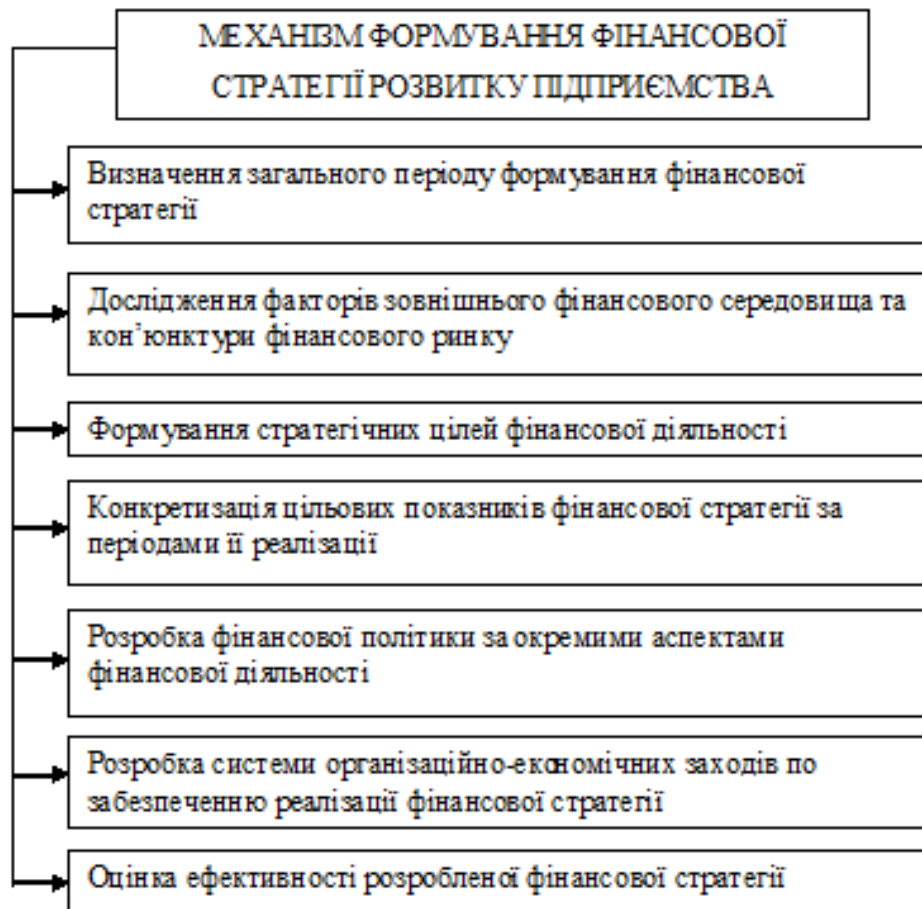 МЕХАНІЗМ ФОРМУВАННЯ ФІНАНСОВОЇ
СТРАТЕГІЇ РОЗВИТКУ ПІДПРИЄМСТВА
Визначення загального періоду формування фінансової
стратегії
Дослідження факторів зовнішнього фінансового середовища та
кон’юнктури фінансового ринку
Формування стратегічних цілей фінансової діяльності
Конкретизація цільових показників фінансової стратегії за
періодами її реалізації
Розробка фінансової політики за окремими аспектами
фінансової діяльності
Розробка системи організаційно-економічних заходів по
забезпеченню реалізації фінансової стратегії
Оцінка ефективності розробленої фінансової стратегії